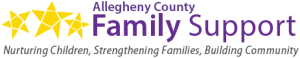 Allegheny County
Family Support
Nurturing Children, Strengthening Families, Building Community